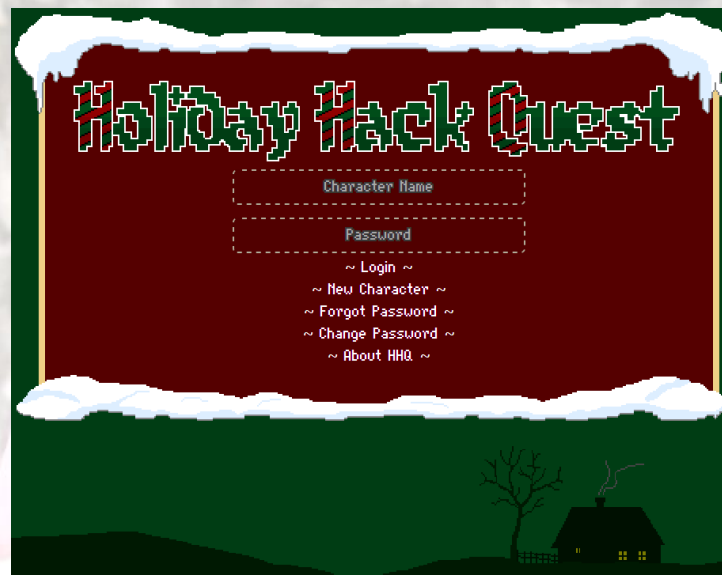 Holiday Hack Quest
Character Name
Password
~ Login ~
~ New Character ~
~ Forgot Password ~
~ Change Password ~
~ About HHQ ~